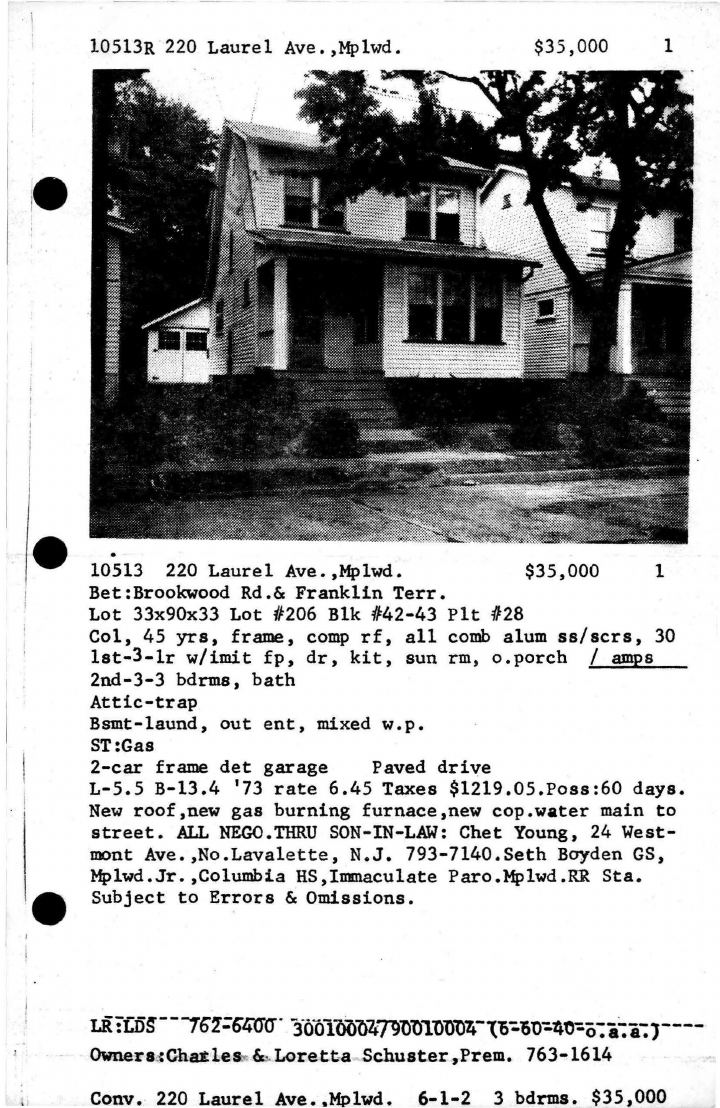 10513R 220 Laurel Ave.,Mplwd. $35,000 1
10513 220 Laurel Ave.,Mplwd. $35,000 1
Bet:Brookwood Rd.& Franklin Terr.
Lot 33x90x33 Lot #206 Blk #42-43 Plt #28
Col, 45 yrs, frame, comp rf, all comb alum ss/scrs, 30
1st-3-lr w/imit fp, dr, kit, sun rm, o.porch / amps
2nd-3-3 bdrms, bath
Attic-trap
Bsmt-laund, out ent, mixed w.p.
ST:Gas
2-car frame det garage Paved drive
L-5.5 B-13.4 '73 rate 6.45 Taxes $1219.05.Poss:60 days.
New roof,new gas burning furnace,new cop.water main to
street. ALL NEGO.THRU SON-IN-LAW: Chet Young, 24 West-
mont Ave.,No.Lavalette, N.J. 793-7140.Seth Boyden GS,
Mplwd.Jr.,Columbia HS,Immaculate Paro.Mplwd.RR Sta.
Subject to Errors & Omissions.
LR:LDS 762-6400 30010004790010004 (6-60-40-o.a.a.)
Owners:Charles & Loretta Schuster,Prem. 763-1614
Conv. 220 Laurel Ave.,Mplwd. 6-1-2 3 bdrms. $35,000